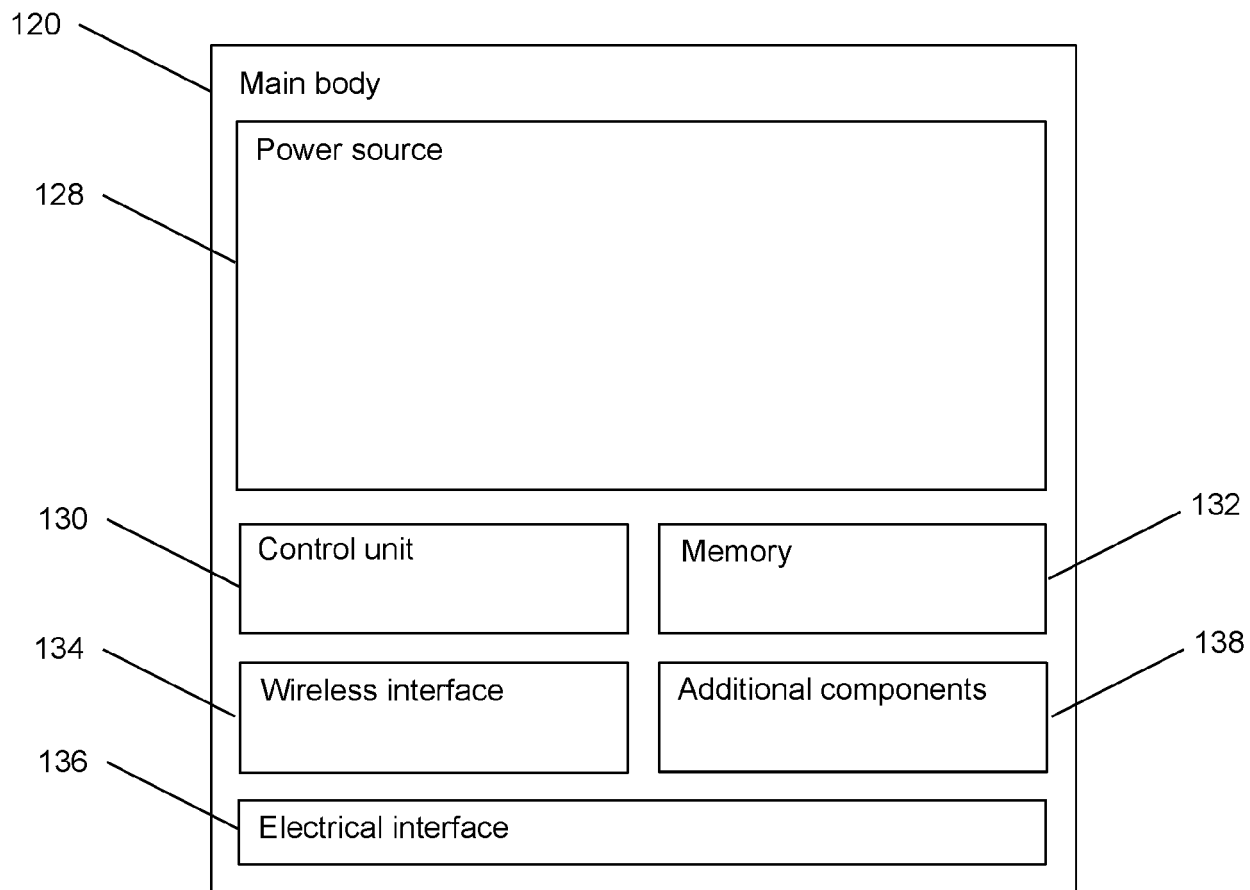 120
Main body
Power source
128
130
Control unit
Memory
132
134
Wireless interface
Additional components
138
136
Electrical interface